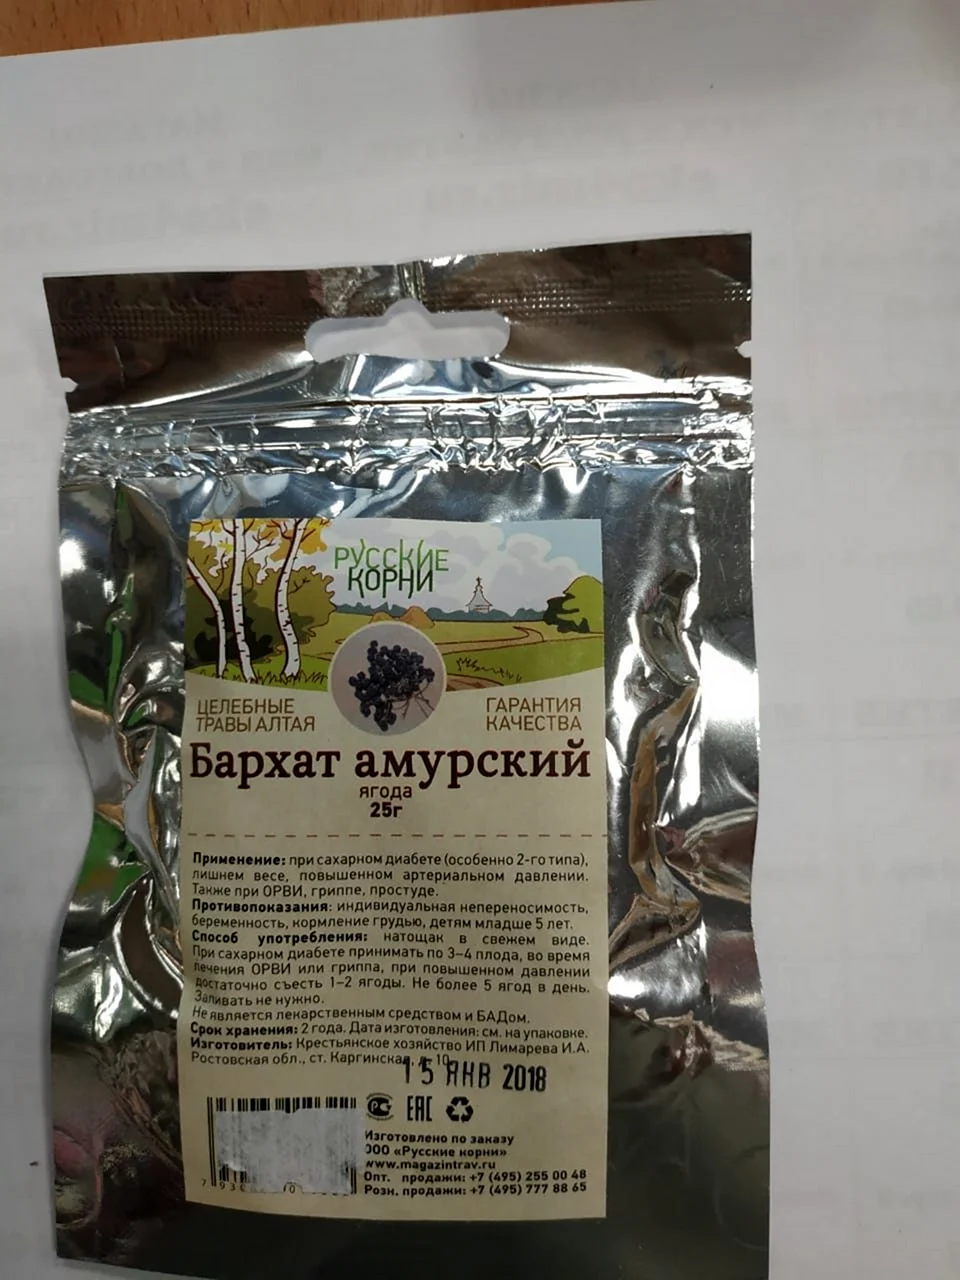 РУССКИЕ
КОРНИ
ЦЕЛЕБНЫЕ
ТРАВЫ АЛТАЯ
ГАРАНТИЯ
КАЧЕСТВА
Бархат амурский
ягода
25г
Применение: при сахарном диабете (особенно 2-го типа),
лишнем весе, повышенном артериальном давлении.
Также при ОРВИ, гриппе, простуде.
Противопоказания: индивидуальная непереносимость,
беременность, кормление грудью, детям младше 5 лет.
Способ употребления: натощак в свежем виде.
При сахарном диабете принимать по 3–4 плода, во время
лечения ОРВИ или гриппа, при повышенном давлении
достаточно съесть 1–2 ягоды. Не более 5 ягод в день.
Запивать не нужно.
Не является лекарственным средством и БАДом.
Срок хранения: 2 года. Дата изготовления: см. на упаковке.
Изготовитель: Крестьянское хозяйство ИП Лимарева И.А.
Ростовская обл., ст. Каргинская, 10
15 ЯНВ 2018
РС ЕАС
Изготовлено по заказу
ООО «Русские корни»
www.magazintrav.ru
Опт. продажи: +7 (495) 255 00 48
Розн. продажи: +7 (495) 777 88 65